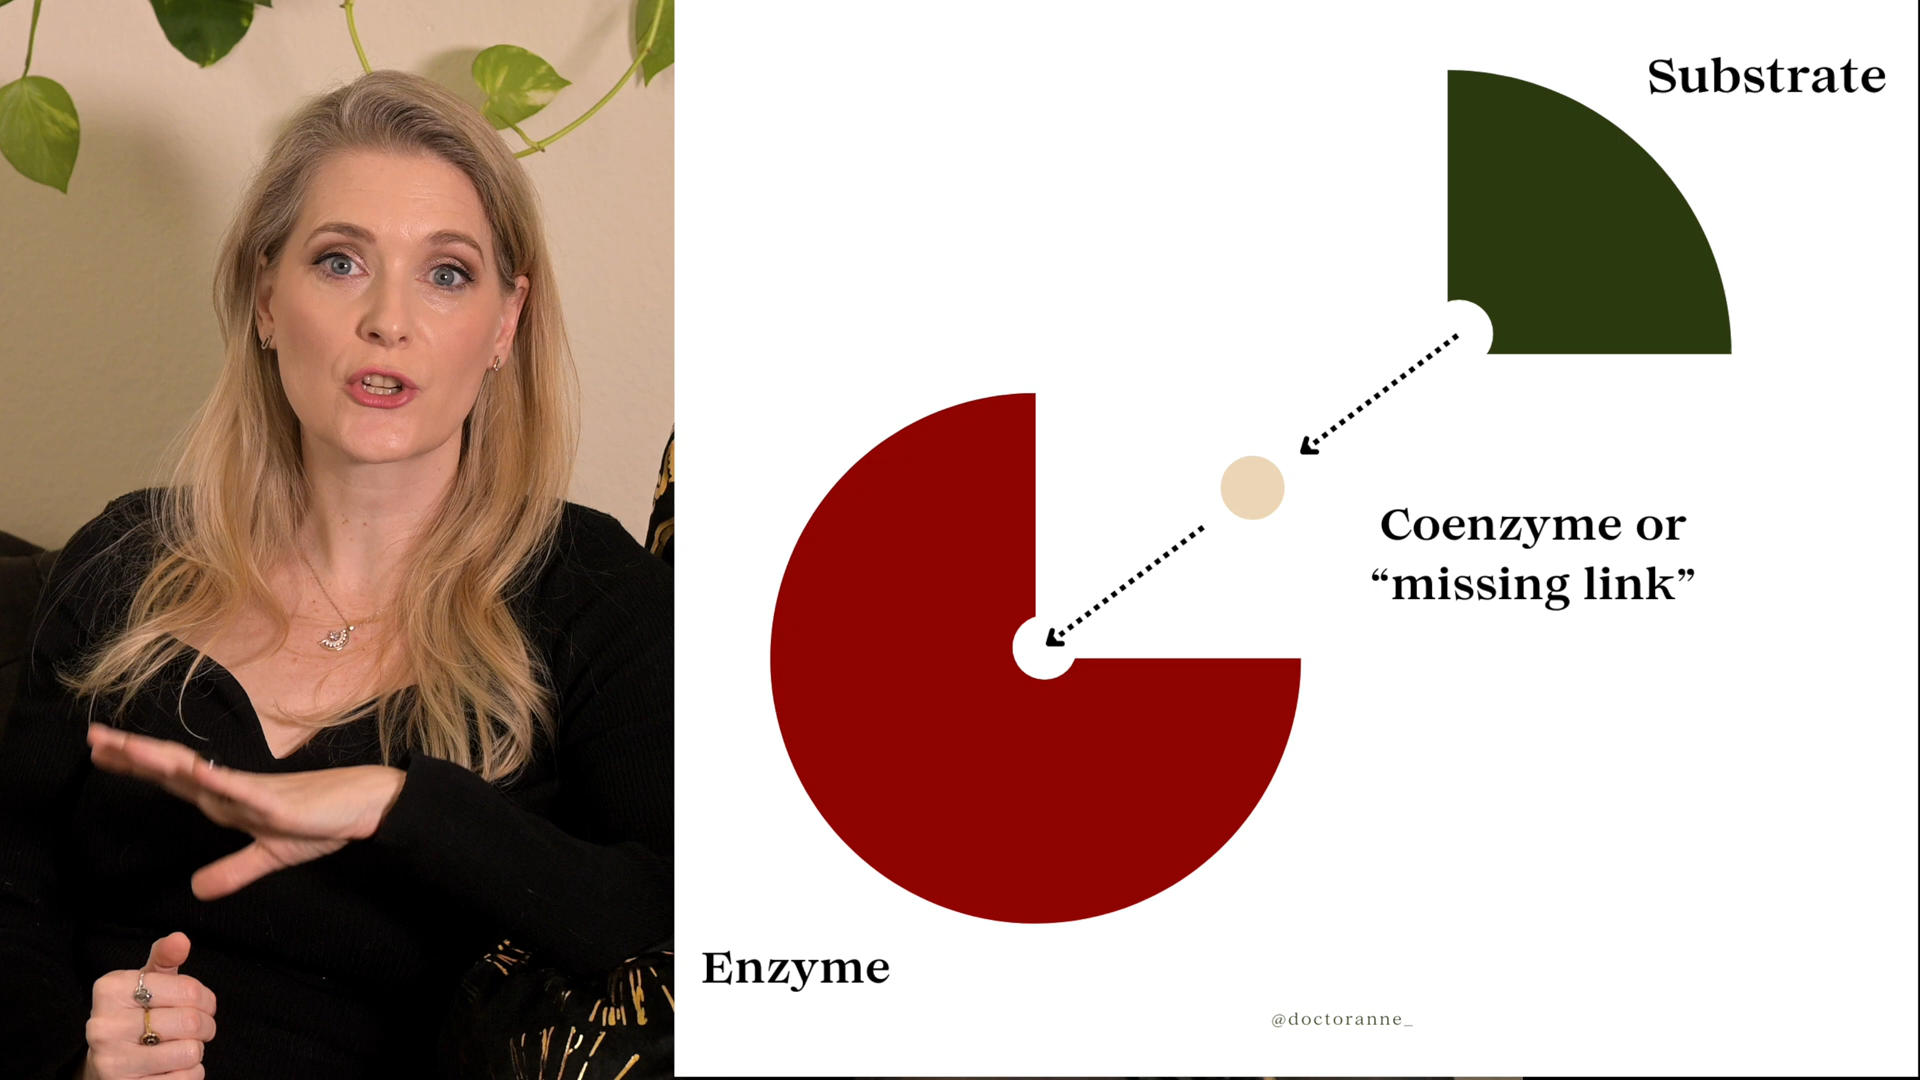 Substrate
Coenzyme or
“missing link”
Enzyme
@doctoranne_